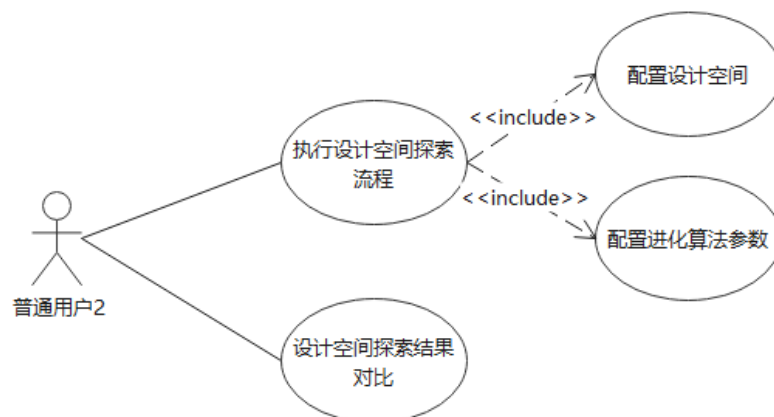 配置设计空间
<<include>>
执行设计空间探索
流程
<<include>>
配置进化算法参数
普通用户2
设计空间探索结果
对比